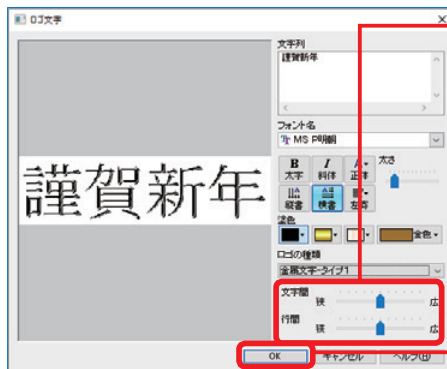 ロゴ文字
文字列
謹賀新年
フォント名
MS P明朝
B I A 太さ
太字 斜体 正体
縦書 横書 左寄
塗色
金色
ロゴの種類
金属文字-タイプ1
文字間
狭 広
行間
狭 広
OK キャンセル ヘルプ(H)
謹賀新年